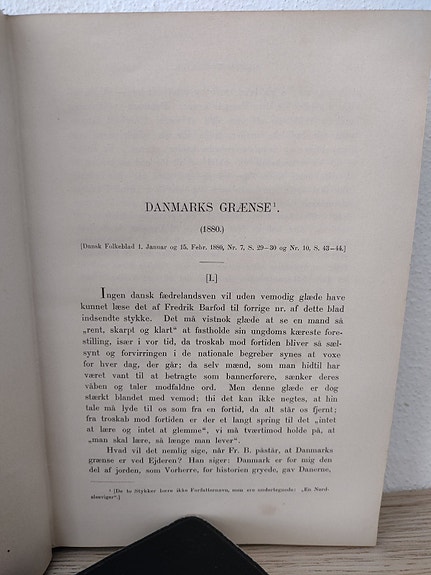 DANMARKS GRÆNSE¹.
(1880.)
[Dansk Folkeblad 1. Januar og 15. Febr. 1880, Nr. 7, S. 29–30 og Nr. 10, S. 43–44.]
[I.]
Ingen dansk fædrelandsven vil uden vemodig glæde have
kunnet læse det af Fredrik Barfod til forrige nr. af dette blad
indsendte stykke. Det må vistnok glæde at se en mand så
„rent, skarpt og klart“ at fastholde sin ungdoms kæreste fore-
stilling, især i vor tid, da troskab mod fortiden bliver så sæl-
synt og forvirringen i de nationale begreber synes at voxe
for hver dag, der går; da selv mænd, som man hidtil har
været vant til at betragte som bannerførere, sænker deres
våben og taler modfaldne ord. Men denne glæde er dog
stærkt blandet med vemod; thi det kan ikke negtes, at hin
tale må lyde til os som fra en fortid, da alt står os fjernt;
fra troskab mod fortiden er der et langt spring til det „intet
at lære og intet at glemme“, vi må tværtimod holde på, at
„man skal lære, så længe man lever“.
Hvad vil det nemlig sige, når Fr. B. påstår, at Danmarks
grænse er ved Ejderen? Han siger: Danmark er for mig den
del af jorden, som Vorherre, før historien gryede, gav Danerne,
¹ [De to Stykker bære ikke Forfatternavn, men ere undertegnede: „En Nord-
slesviger“.]